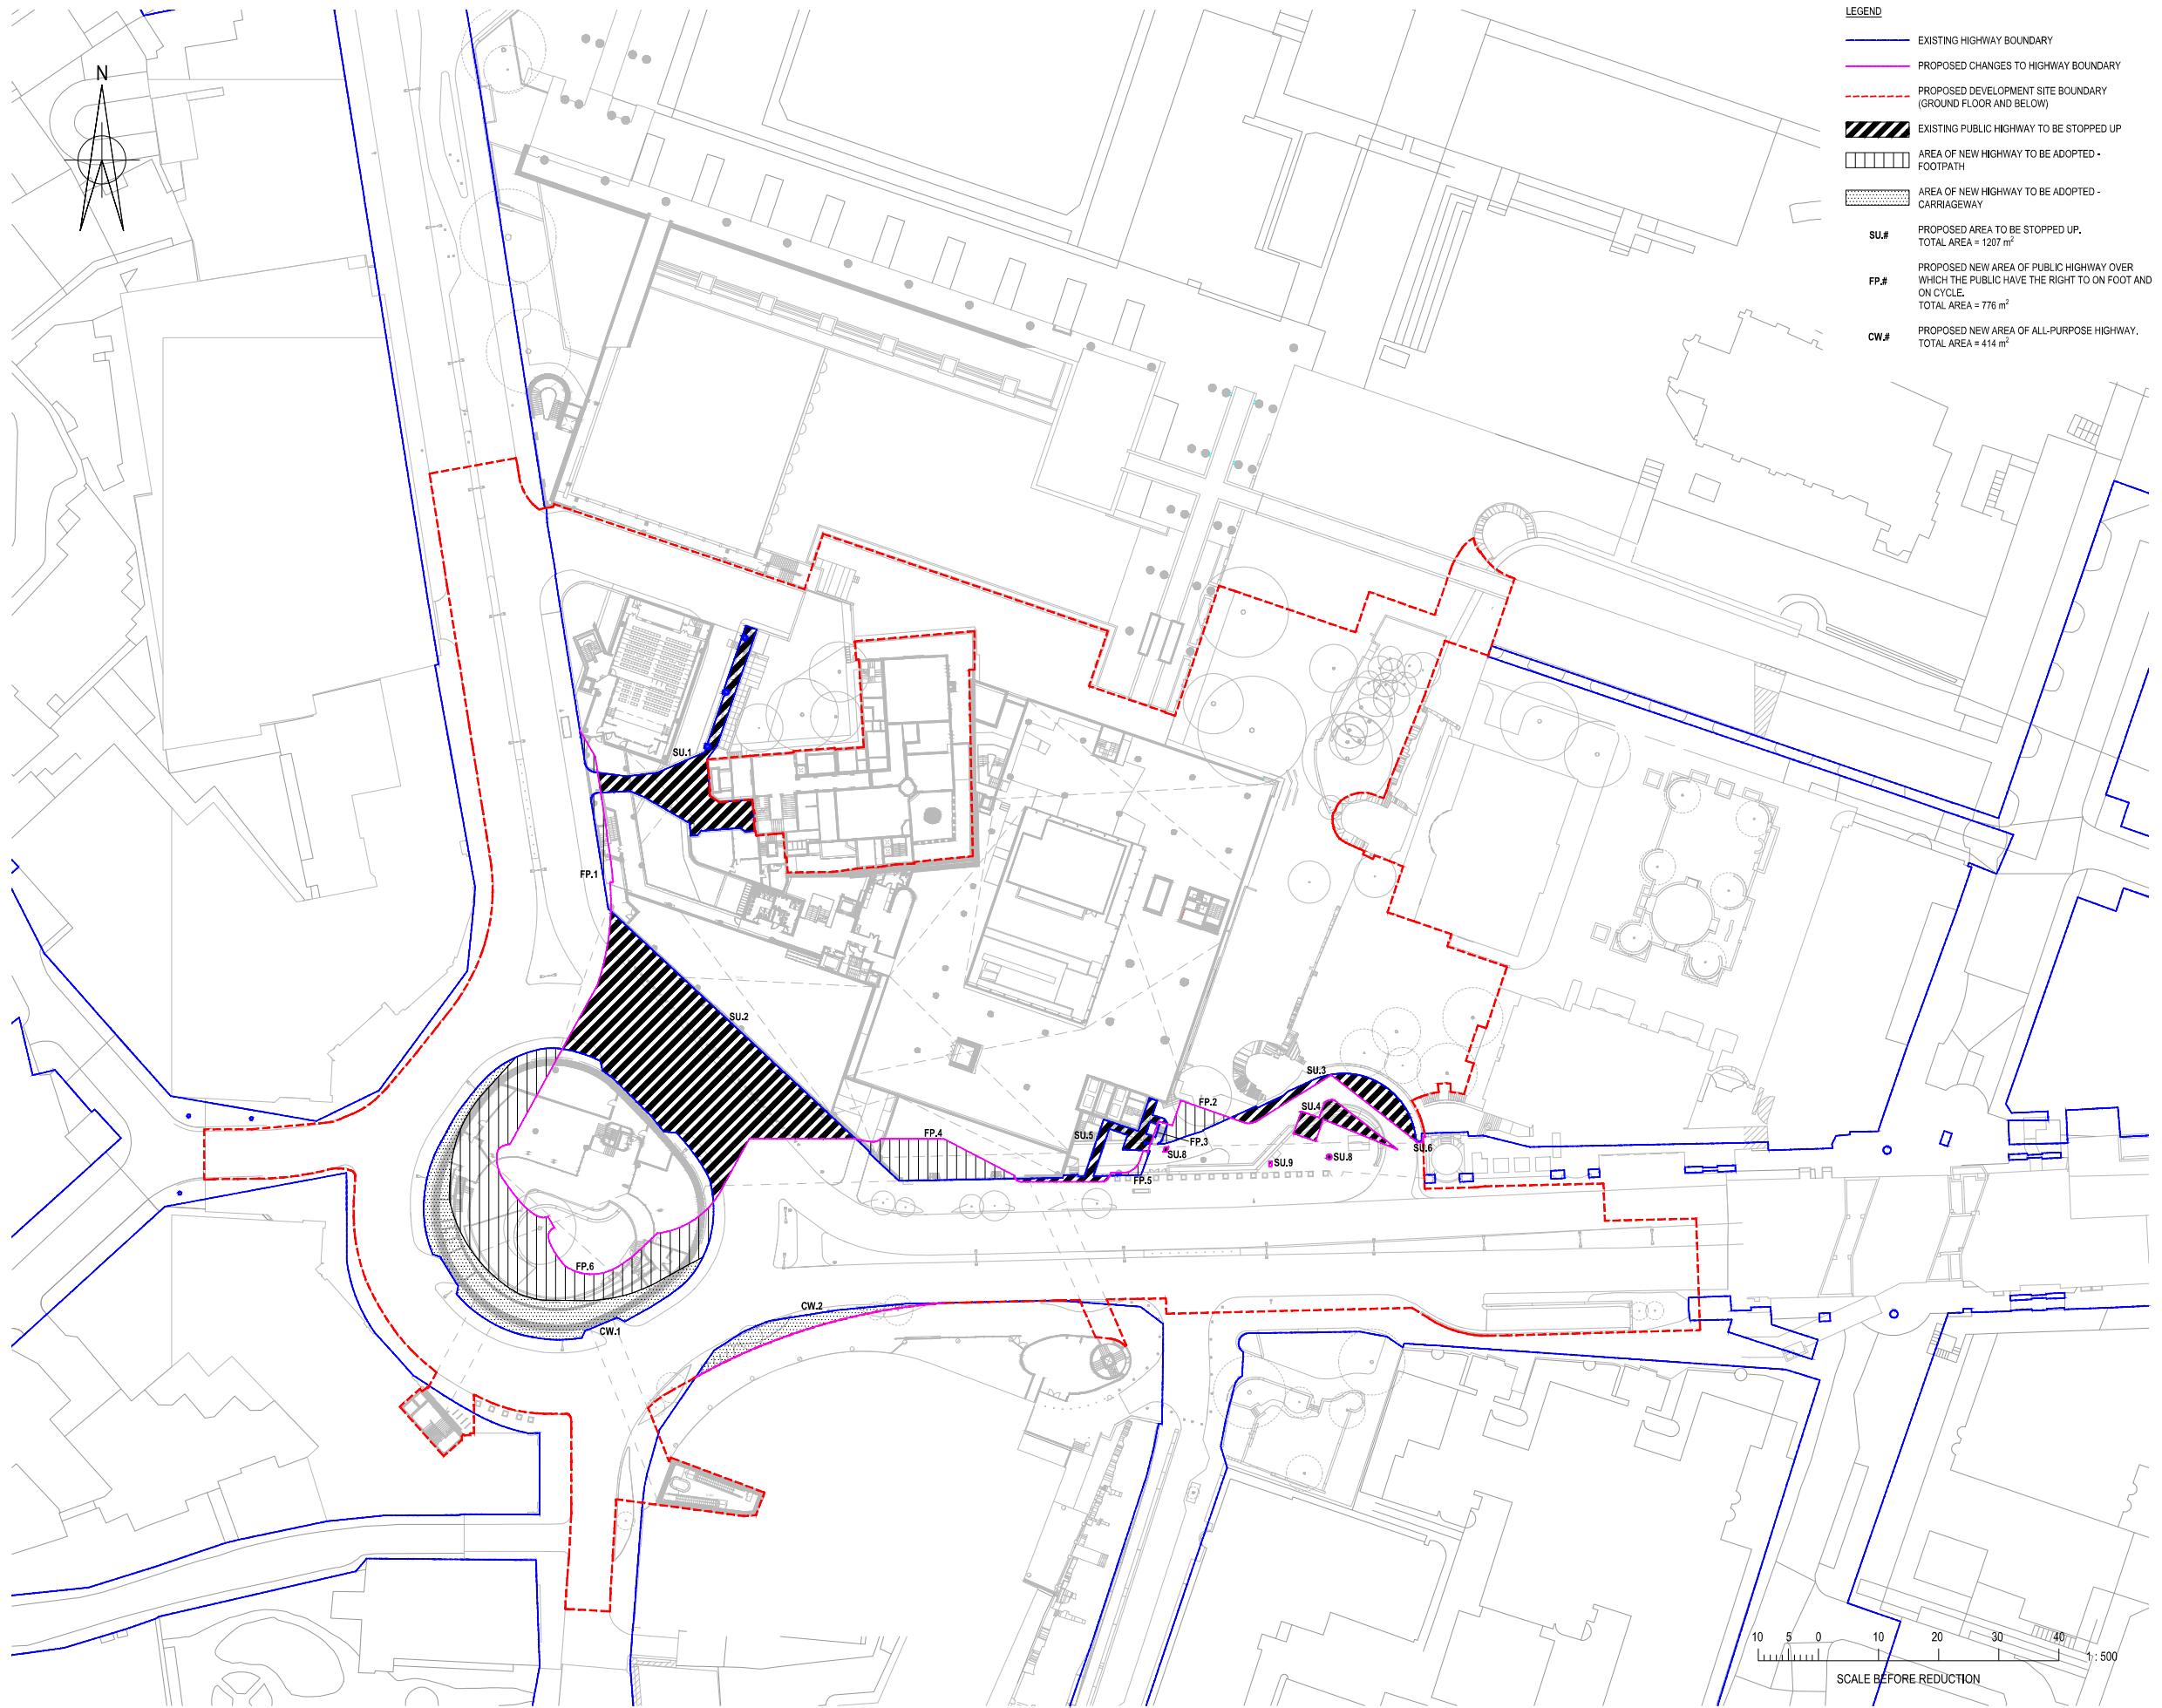 LEGEND
EXISTING HIGHWAY BOUNDARY
PROPOSED CHANGES TO HIGHWAY BOUNDARY
PROPOSED DEVELOPMENT SITE BOUNDARY
(GROUND FLOOR AND BELOW)
EXISTING PUBLIC HIGHWAY TO BE STOPPED UP
AREA OF NEW HIGHWAY TO BE ADOPTED -
FOOTPATH
AREA OF NEW HIGHWAY TO BE ADOPTED -
CARRIAGEWAY
SU.# PROPOSED AREA TO BE STOPPED UP.
TOTAL AREA = 1207 m²
FP.# PROPOSED NEW AREA OF PUBLIC HIGHWAY OVER
WHICH THE PUBLIC HAVE THE RIGHT TO ON FOOT AND
ON CYCLE.
TOTAL AREA = 776 m²
CW.# PROPOSED NEW AREA OF ALL-PURPOSE HIGHWAY.
TOTAL AREA = 414 m²
N
SU.1
FP.1
SU.2
SU.3
FP.2
SU.4
SU.5
FP.4
FP.3
SU.6
SU.8
SU.8
SU.9
FP.5
FP.6
CW.2
CW.1
10 5 0 10 20 30 40
1 : 500
SCALE BEFORE REDUCTION